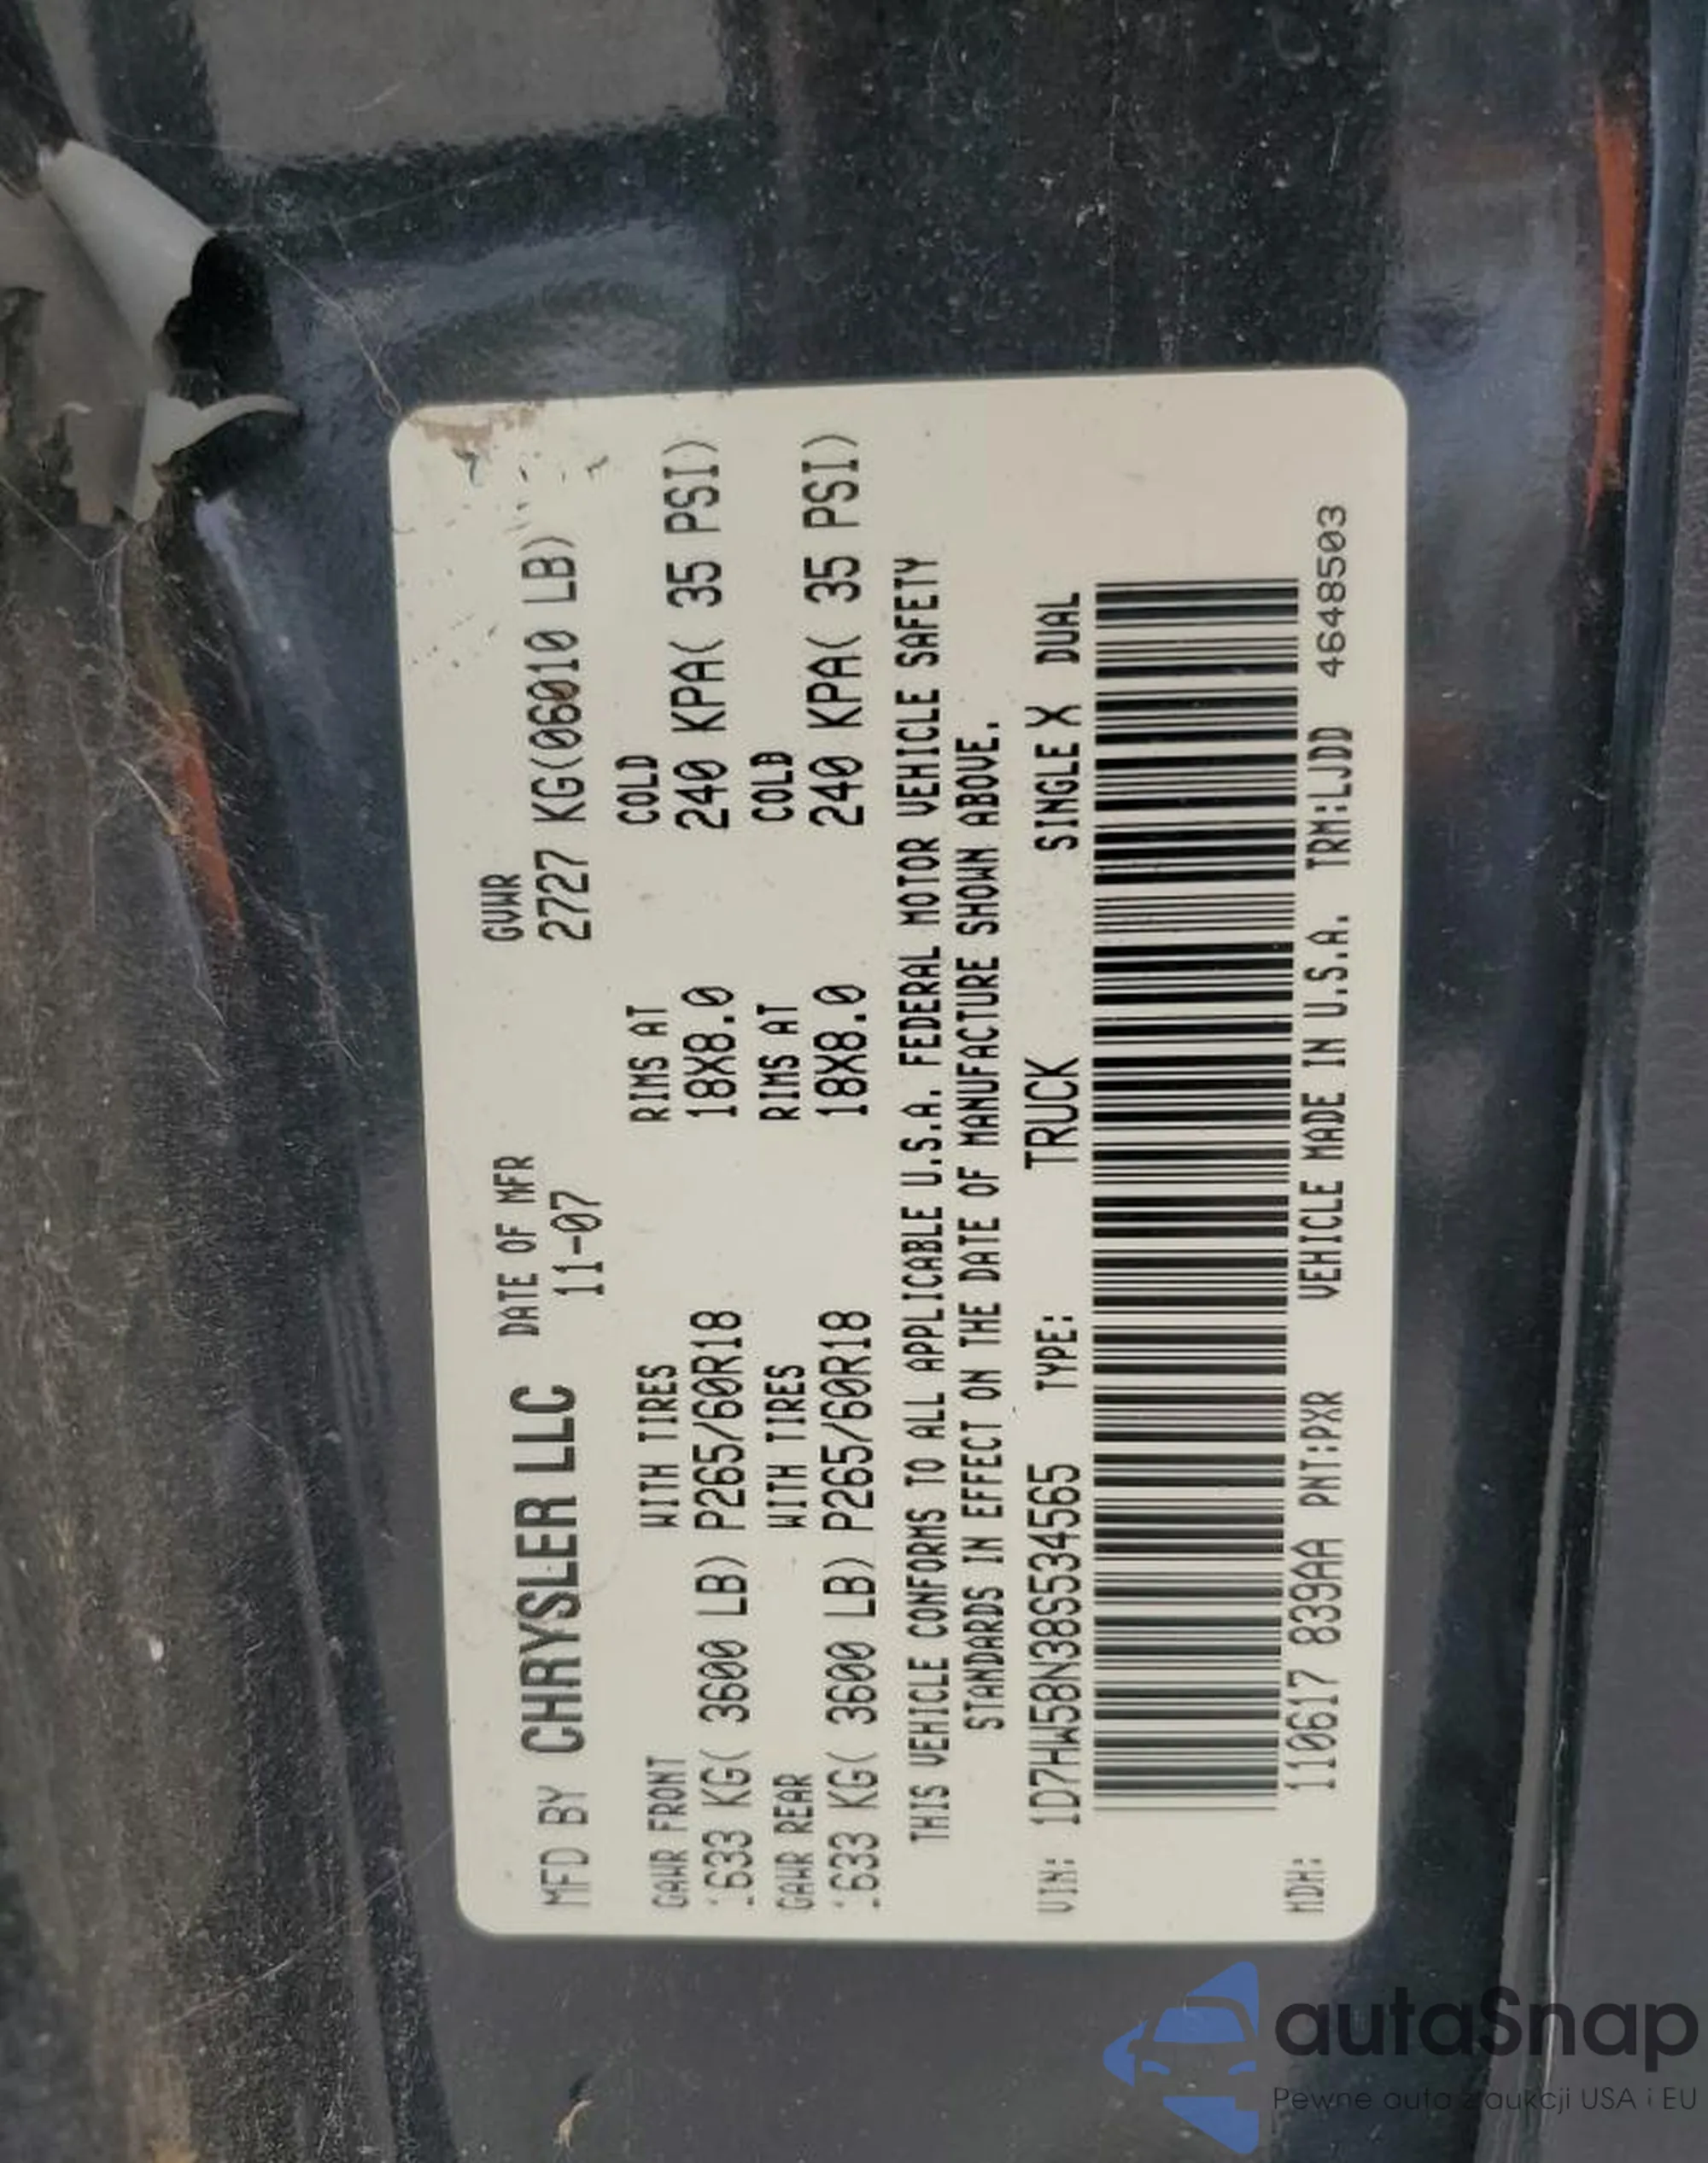 MFD BY CHRYSLER LLC DATE OF MFR GVWR
11-07 2727 KG(06010 LB)
GAWR FRONT WITH TIRES RIMS AT COLD
1633 KG( 3600 LB) P265/60R18 18X8.0 240 KPA( 35 PSI)
GAWR REAR WITH TIRES RIMS AT COLD
1633 KG( 3600 LB) P265/60R18 18X8.0 240 KPA( 35 PSI)
THIS VEHICLE CONFORMS TO ALL APPLICABLE U.S.A. FEDERAL MOTOR VEHICLE SAFETY
STANDARDS IN EFFECT ON THE DATE OF MANUFACTURE SHOWN ABOVE.
VIN: 1D7HW58N38S534565 TYPE: TRUCK SINGLE X DUAL
MDH: 110617 839AA PNT:PXR VEHICLE MADE IN U.S.A. TRM:LJDD 4648503
autaSnap
Pewne auta z aukcji USA i EU